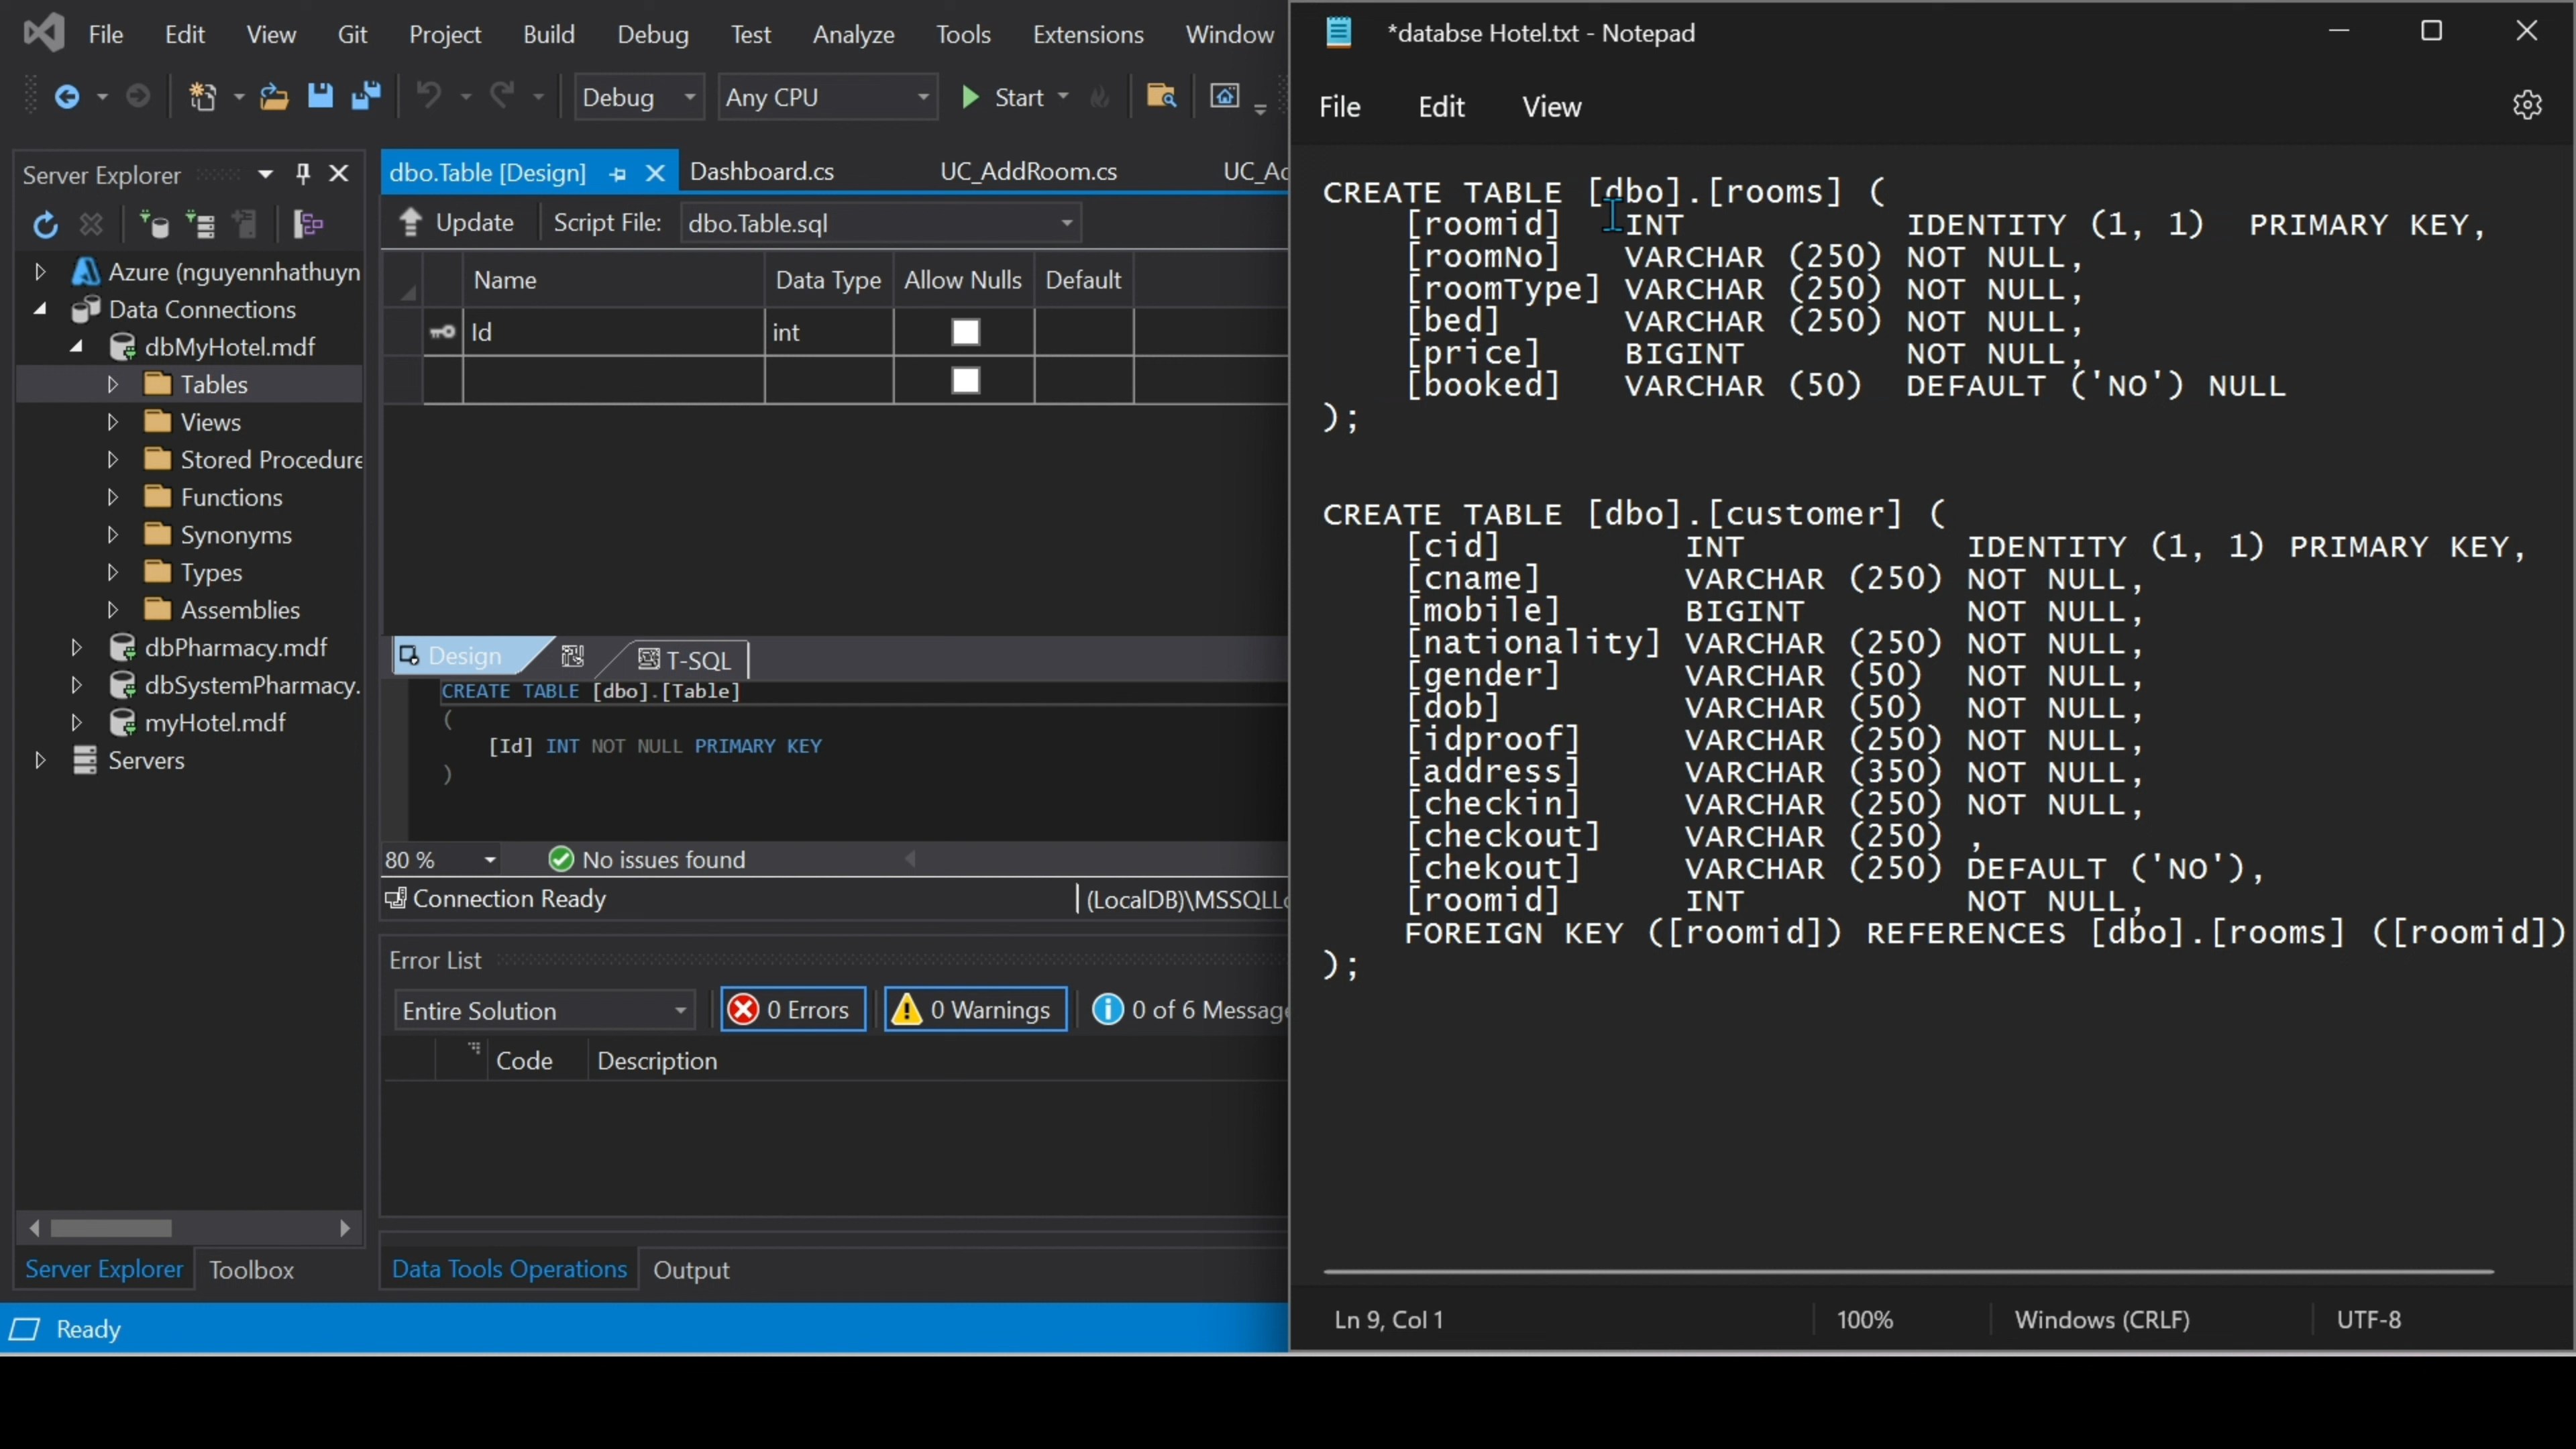 File Edit View Git Project Build Debug Test Analyze Tools Extensions Window
Debug Any CPU Start
Server Explorer
Azure (nguyennhathuyn
Data Connections
dbMyHotel.mdf
Tables
Views
Stored Procedure
Functions
Synonyms
Types
Assemblies
dbPharmacy.mdf
dbSystemPharmacy.
myHotel.mdf
Servers
Server Explorer Toolbox
dbo.Table [Design] Dashboard.cs UC_AddRoom.cs UC_Ad
Update Script File: dbo.Table.sql
Name Data Type Allow Nulls Default
Id int
Design T-SQL
CREATE TABLE [dbo].[Table]
(
[Id] INT NOT NULL PRIMARY KEY
)
80 % No issues found
Connection Ready (LocalDB)\MSSQLLo
Error List
Entire Solution 0 Errors 0 Warnings 0 of 6 Message
Code Description
Data Tools Operations Output
Ready
*databse Hotel.txt - Notepad
File Edit View
CREATE TABLE [dbo].[rooms] (
[roomid] INT IDENTITY (1, 1) PRIMARY KEY,
[roomNo] VARCHAR (250) NOT NULL,
[roomType] VARCHAR (250) NOT NULL,
[bed] VARCHAR (250) NOT NULL,
[price] BIGINT NOT NULL,
[booked] VARCHAR (50) DEFAULT ('NO') NULL
);
CREATE TABLE [dbo].[customer] (
[cid] INT IDENTITY (1, 1) PRIMARY KEY,
[cname] VARCHAR (250) NOT NULL,
[mobile] BIGINT NOT NULL,
[nationality] VARCHAR (250) NOT NULL,
[gender] VARCHAR (50) NOT NULL,
[dob] VARCHAR (50) NOT NULL,
[idproof] VARCHAR (250) NOT NULL,
[address] VARCHAR (350) NOT NULL,
[checkin] VARCHAR (250) NOT NULL,
[checkout] VARCHAR (250) ,
[chekout] VARCHAR (250) DEFAULT ('NO'),
[roomid] INT NOT NULL,
FOREIGN KEY ([roomid]) REFERENCES [dbo].[rooms] ([roomid])
);
Ln 9, Col 1 100% Windows (CRLF) UTF-8